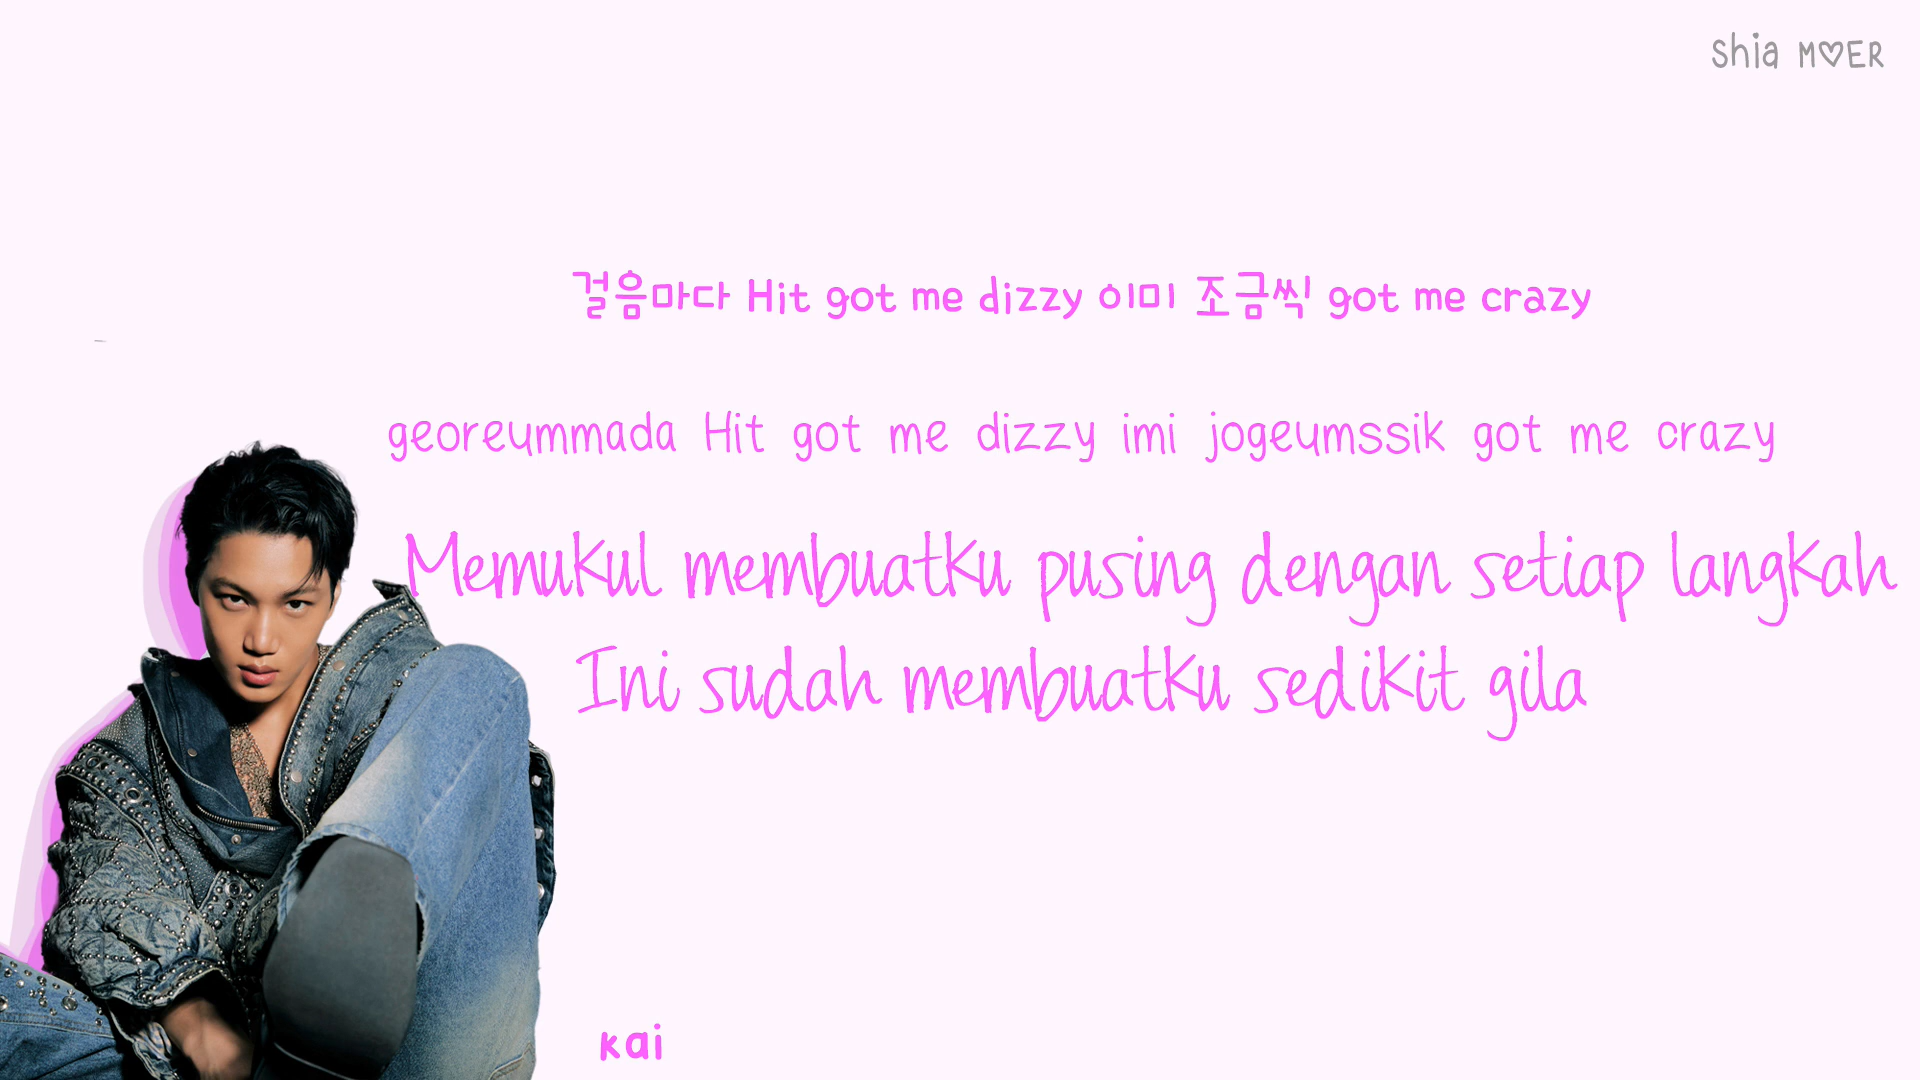 Shia M♡ER
걸음마다 Hit got me dizzy 이미 조금씩 got me crazy
georeummada Hit got me dizzy imi jogeumssik got me crazy
Memukul membuatku pusing dengan setiap langkah
Ini sudah membuatku sedikit gila
kai